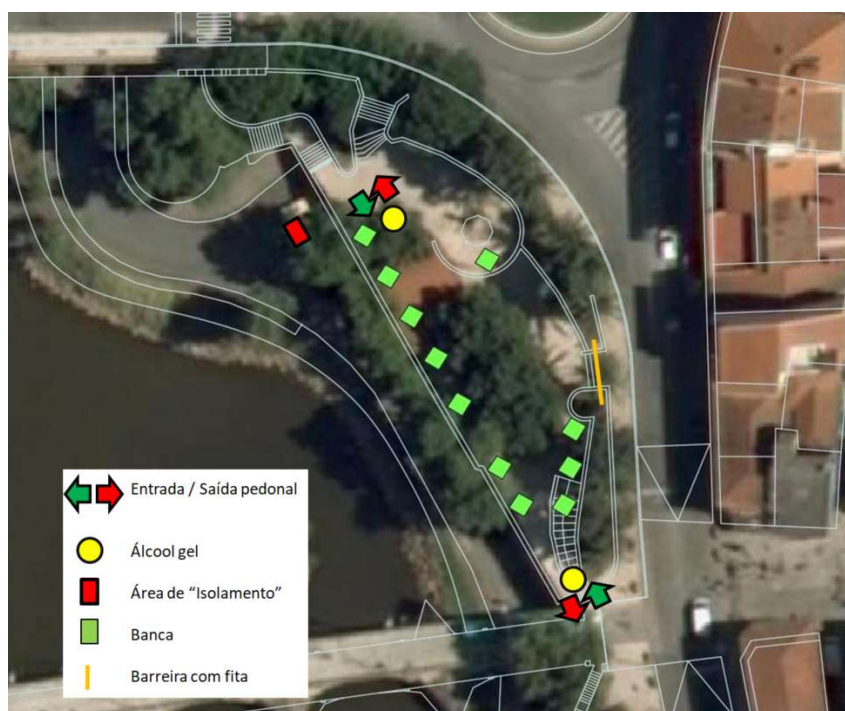 Entrada / Saída pedonal
Álcool gel
Área de “Isolamento”
Banca
Barreira com fita